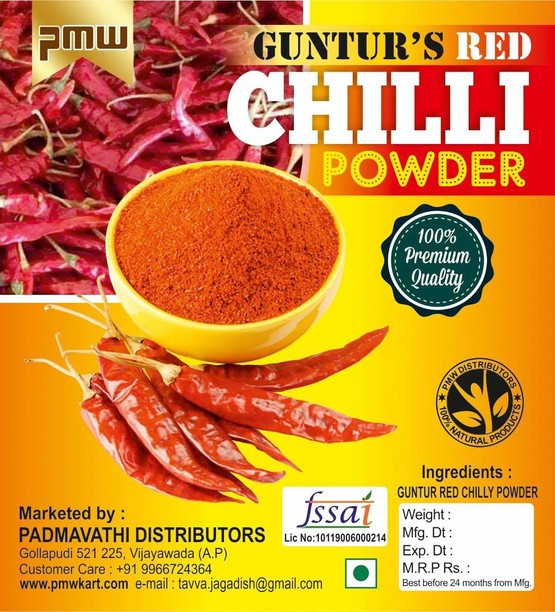 PMW
GUNTUR'S RED
CHILLI
POWDER
100%
Premium
Quality
PMW DISTRIBUTORS
100% NATURAL PRODUCTS
Ingredients :
GUNTUR RED CHILLY POWDER
Weight :
Mfg. Dt :
Exp. Dt :
M.R.P Rs. :
Best before 24 months from Mfg.
fssai
Lic No:10119006000214
Marketed by :
PADMAVATHI DISTRIBUTORS
Gollapudi 521 225, Vijayawada (A.P)
Customer Care : +91 9966724364
www.pmwkart.com e-mail : tavva.jagadish@gmail.com